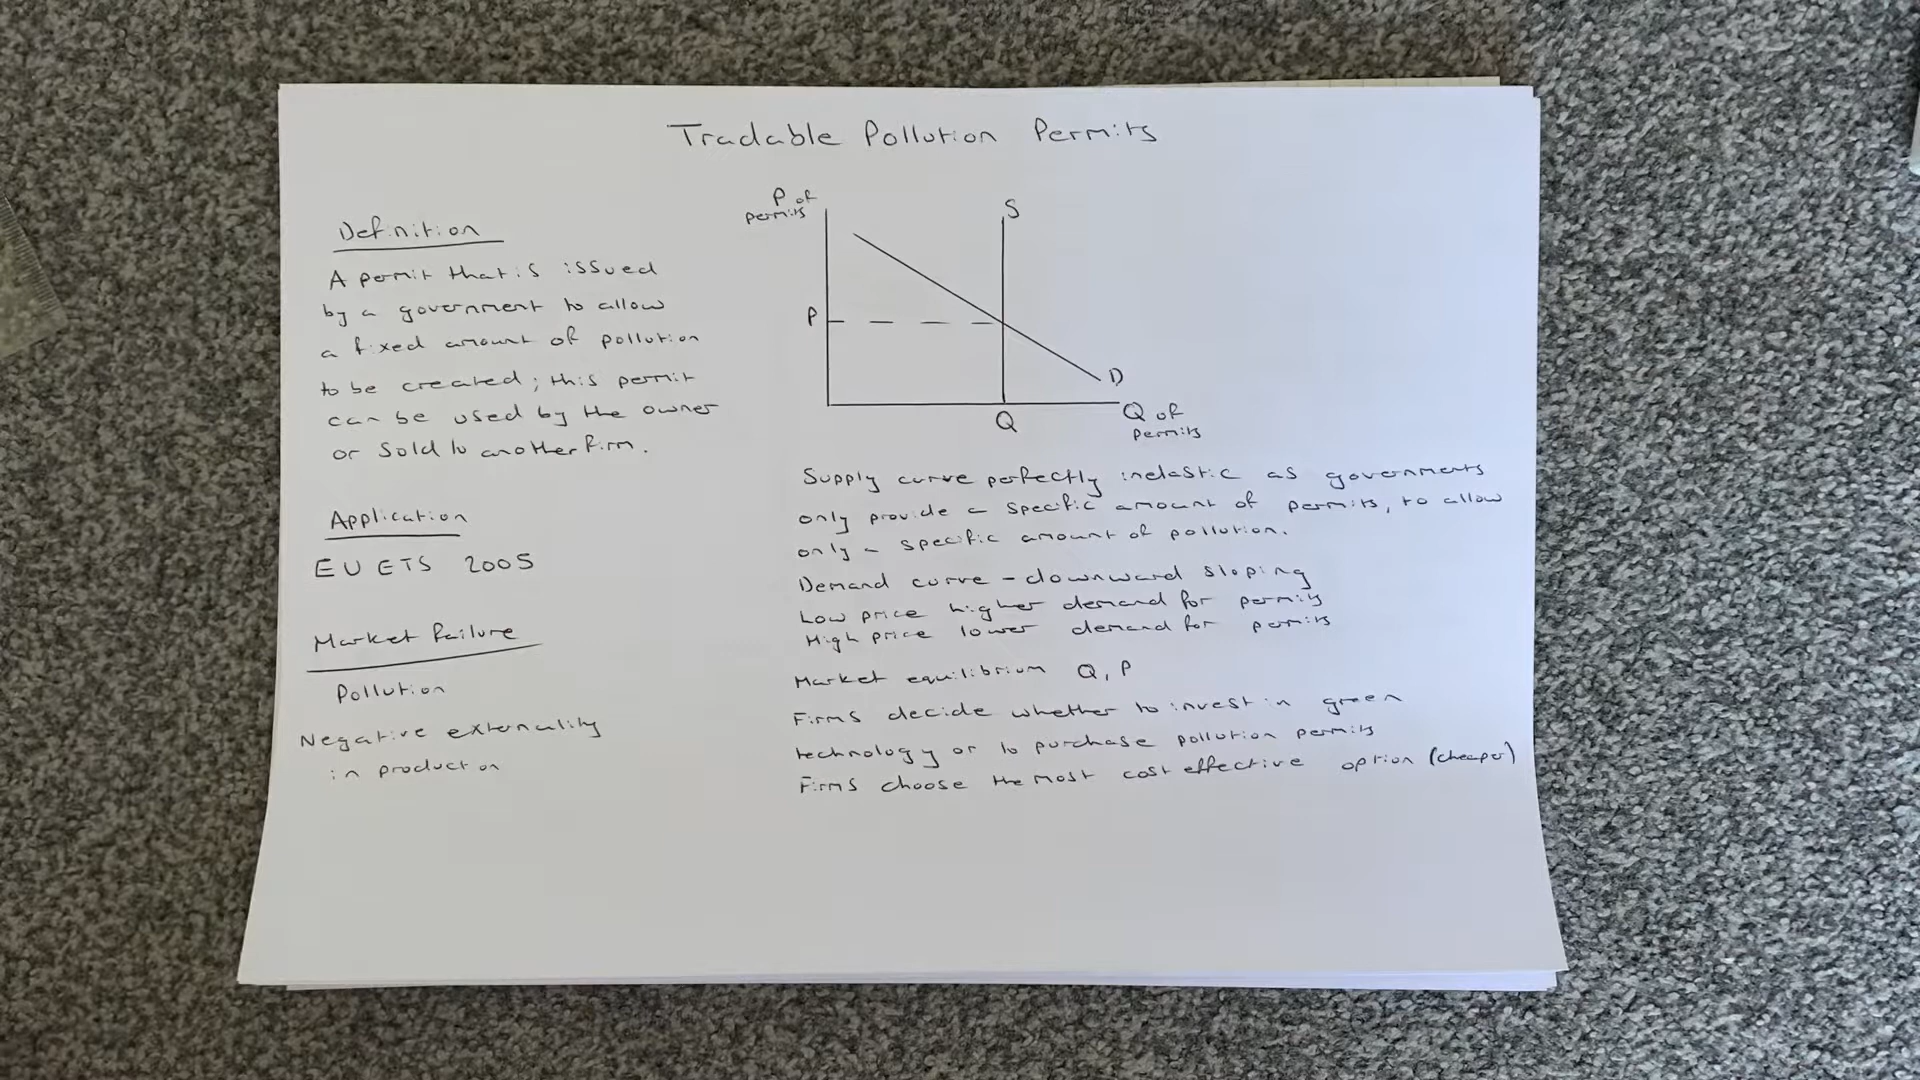 Tradable Pollution Permits
Definition
A permit that is issued
by a government to allow
a fixed amount of pollution
to be created; this permit
can be used by the owner
or sold to another firm.
Application
EU ETS 2005
Market failure
Pollution
Negative externality
in production
P of
permits
S
P
D
Q
Q of
permits
Supply curve perfectly inelastic as governments
only provide a specific amount of permits, to allow
only a specific amount of pollution.
Demand curve - downward sloping
Low price higher demand for permits
High price lower demand for permits
Market equilibrium Q, P
Firms decide whether to invest in green
technology or to purchase pollution permits
Firms choose the most cost effective option (cheaper)